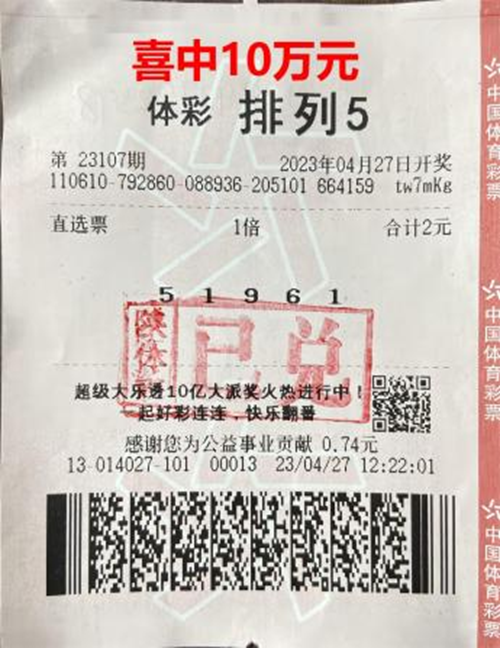 喜中10万元
体彩 排列5
第 23107期 2023年04月27日开奖
110610-792860-088936-205101 664159 tw7mKg
直选票 1倍 合计2元
5 1 9 6 1
陕体
已兑
超级大乐透10亿大派奖火热进行中！
一起好彩连连，快乐翻番
感谢您为公益事业贡献 0.74元
13-014027-101 00013 23/04/27 12:22:01
中国体育彩票
中国体育彩票
中国体育彩票